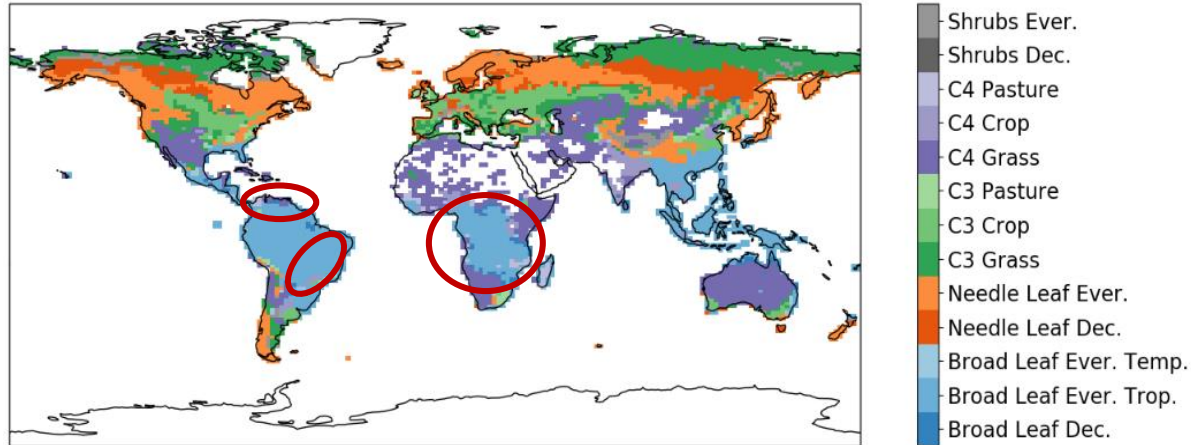 Shrubs Ever.
Shrubs Dec.
C4 Pasture
C4 Crop
C4 Grass
C3 Pasture
C3 Crop
C3 Grass
Needle Leaf Ever.
Needle Leaf Dec.
Broad Leaf Ever. Temp.
Broad Leaf Ever. Trop.
Broad Leaf Dec.